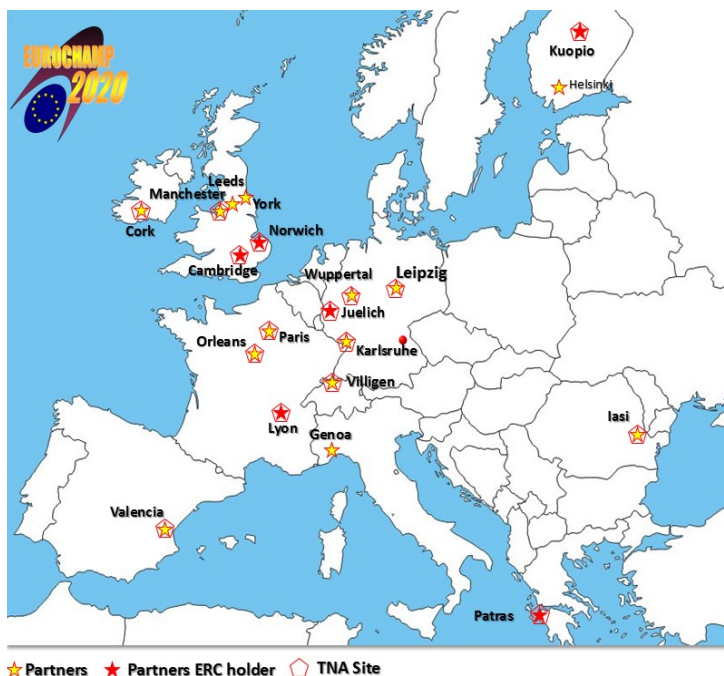 EUROCHAMP
2020
Kuopio
Helsinki
Leeds
Manchester
York
Cork
Norwich
Cambridge
Wuppertal
Leipzig
Juelich
Paris
Orleans
Karlsruhe
Villigen
Lyon
Genoa
Iasi
Valencia
Patras
Partners
Partners ERC holder
TNA Site